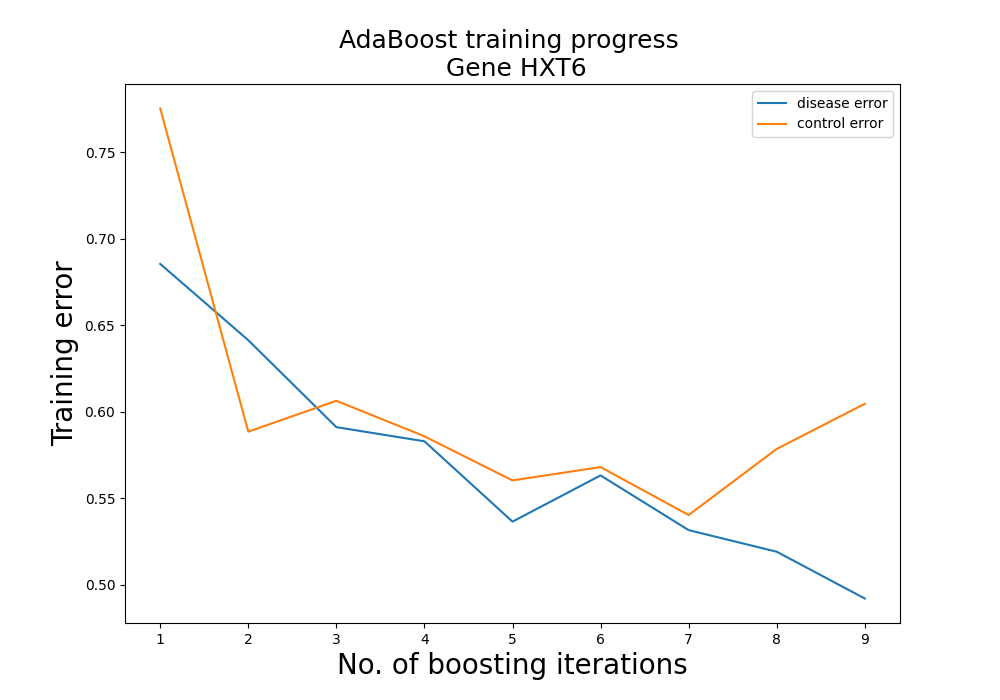 AdaBoost training progress
Gene HXT6
disease error
control error
Training error
0.75
0.70
0.65
0.60
0.55
0.50
1 2 3 4 5 6 7 8 9
No. of boosting iterations